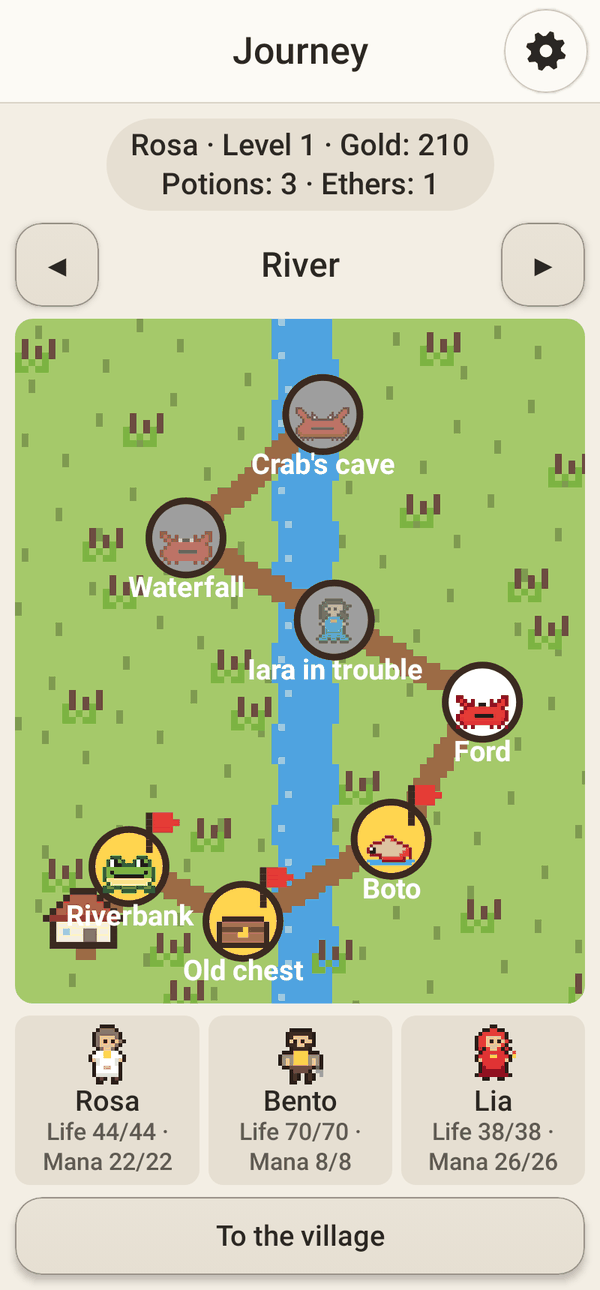 Journey
Rosa · Level 1 · Gold: 210
Potions: 3 · Ethers: 1
◄
River
►
Crab's cave
Waterfall
Iara in trouble
Ford
Boto
Riverbank
Old chest
Rosa
Life 44/44 ·
Mana 22/22
Bento
Life 70/70 ·
Mana 8/8
Lia
Life 38/38 ·
Mana 26/26
To the village